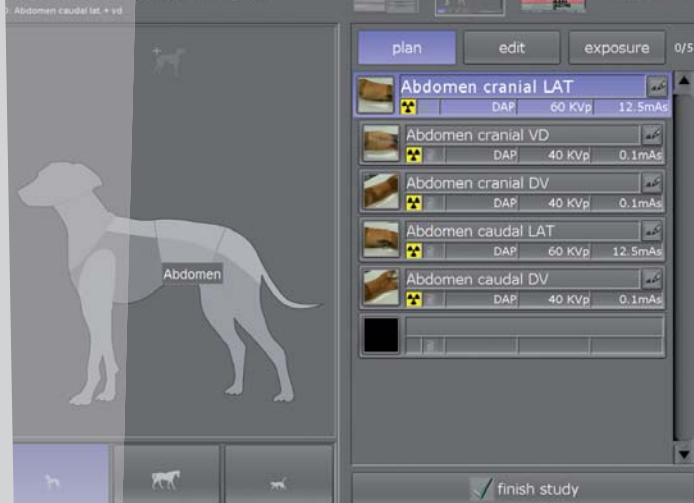 D: Abdomen caudal lat. + vd
Abdomen
plan
edit
exposure
0/5
Abdomen cranial LAT
DAP 60 KVp 12.5mAs
Abdomen cranial VD
DAP 40 KVp 0.1mAs
Abdomen cranial DV
DAP 40 KVp 0.1mAs
Abdomen caudal LAT
DAP 60 KVp 12.5mAs
Abdomen caudal DV
DAP 40 KVp 0.1mAs
finish study